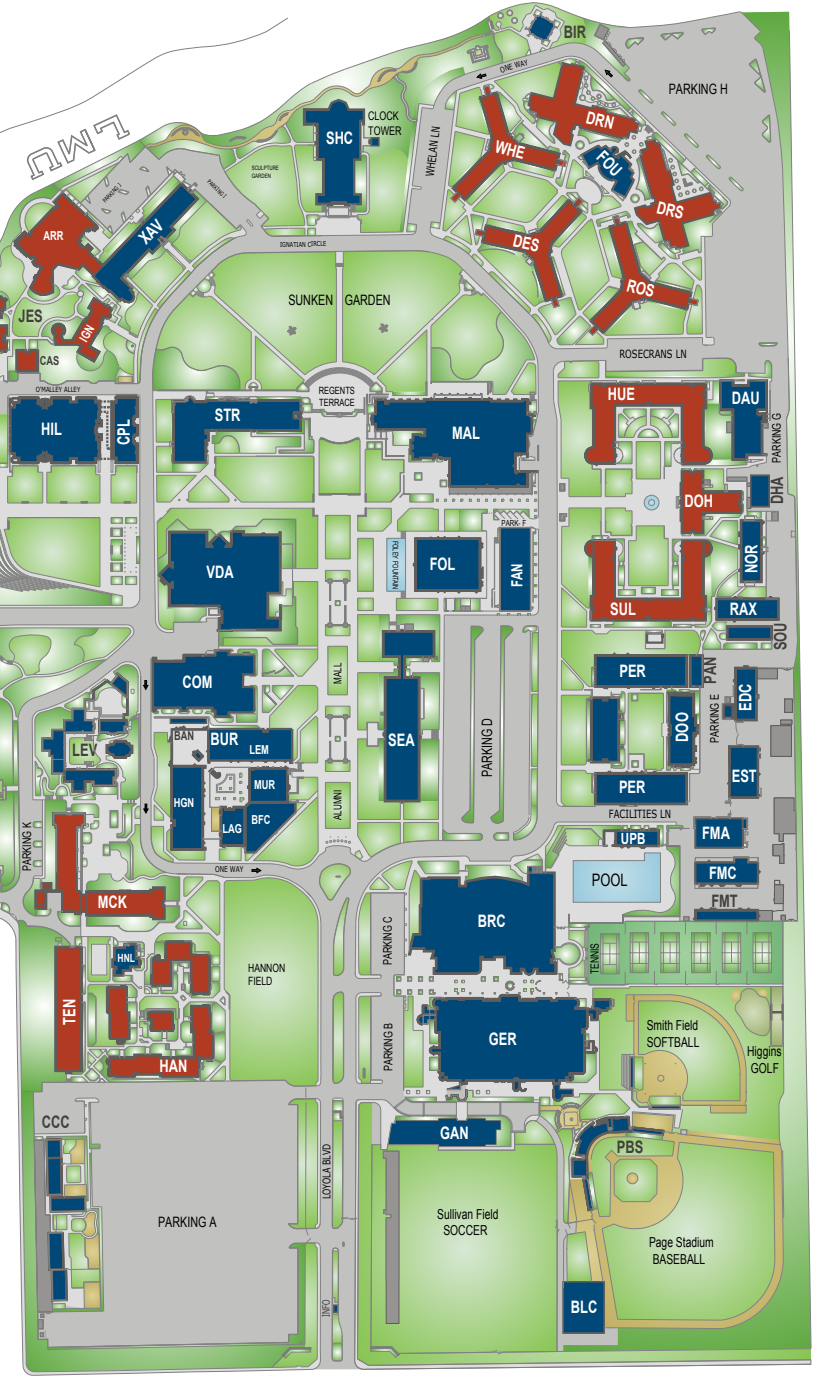 BIR
ONE WAY
PARKING H
LMU
CLOCK
TOWER
SHC
DRN
WHE
FOU
WHELAN LN
SCULPTURE
GARDEN
PARKING J
PARKING I
DRS
ARR
XAV
DES
IGNATIAN CIRCLE
ROS
SUNKEN GARDEN
JES
IGN
ROSECRANS LN
CAS
O'MALLEY ALLEY
REGENTS
TERRACE
HUE
DAU
STR
HIL
CPL
MAL
PARKING G
DHA
DOH
PARK- F
FOLEY FOUNTAIN
FOL
FAN
VDA
NOR
SUL
RAX
SOU
COM
MALL
PER
PAN
EDC
BAN
BUR
LEM
LEV
SEA
PARKING D
DOO
PARKING E
EST
MUR
HGN
PER
ALUMNI
LAG
BFC
FACILITIES LN
PARKING K
UPB
FMA
ONE WAY
POOL
FMC
MCK
FMT
BRC
PARKING C
HNL
HANNON
FIELD
TENNIS
TEN
PARKING B
GER
Smith Field
SOFTBALL
Higgins
GOLF
HAN
CCC
GAN
PBS
LOYOLA BLVD
PARKING A
Sullivan Field
SOCCER
Page Stadium
BASEBALL
INFO
BLC